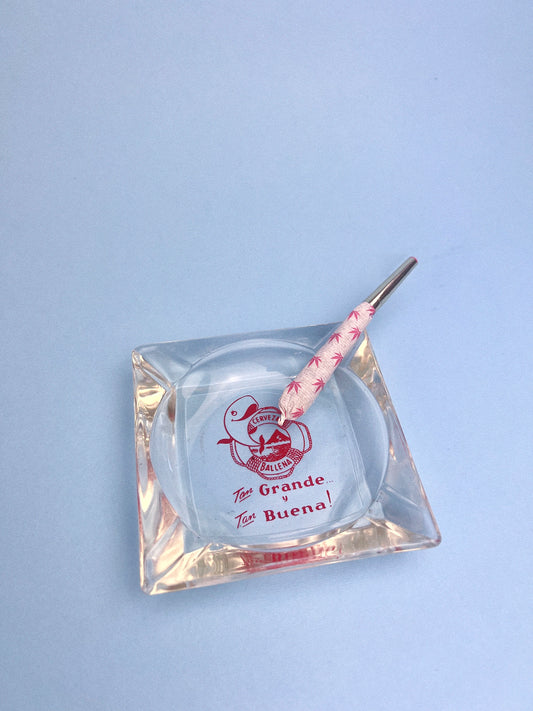 CERVEZA
BALLENA
Tan Grande...
y
Tan Buena!